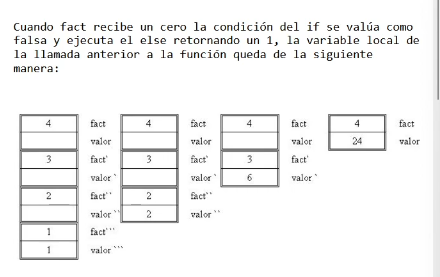 Cuando fact recibe un cero la condición del if se valúa como
falsa y ejecuta el else retornando un 1, la variable local de
la llamada anterior a la función queda de la siguiente
manera:
4 fact 4 fact 4 fact 4 fact
valor valor valor 24 valor
3 fact' 3 fact' 3 fact'
valor ` valor ` 6 valor `
2 fact'' 2 fact''
valor `` 2 valor ``
1 fact'''
1 valor ```